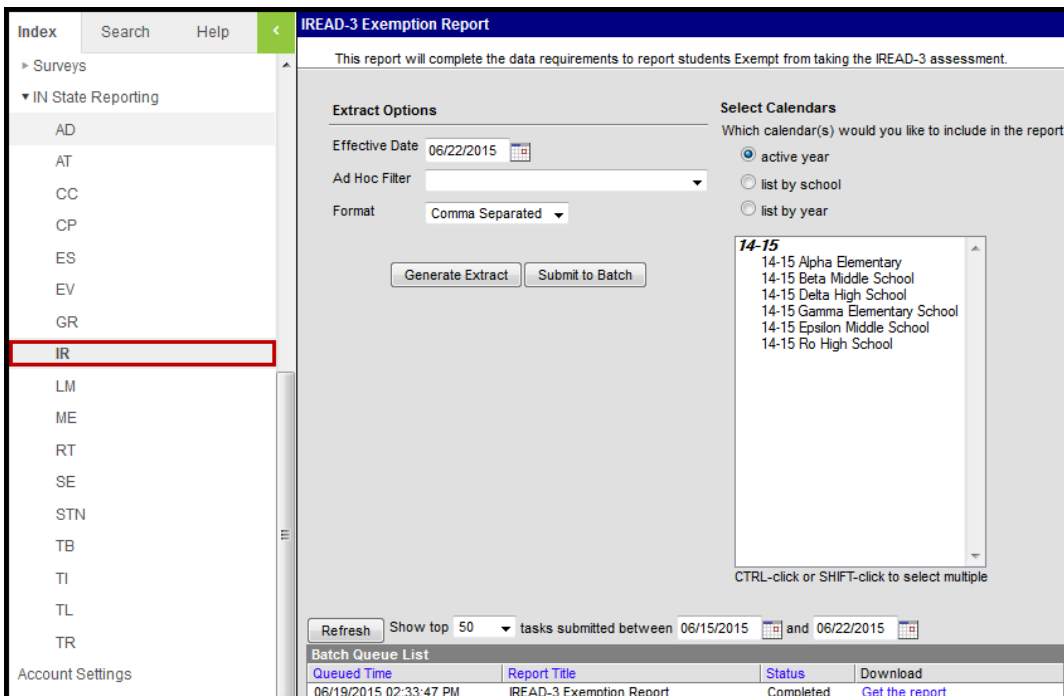 Index Search Help <
Surveys
IN State Reporting
AD
AT
CC
CP
ES
EV
GR
IR
LM
ME
RT
SE
STN
TB
TI
TL
TR
Account Settings
IREAD-3 Exemption Report
This report will complete the data requirements to report students Exempt from taking the IREAD-3 assessment.
Extract Options
Effective Date 06/22/2015
Ad Hoc Filter
Format Comma Separated
Generate Extract Submit to Batch
Select Calendars
Which calendar(s) would you like to include in the report
active year
list by school
list by year
14-15
14-15 Alpha Elementary
14-15 Beta Middle School
14-15 Delta High School
14-15 Gamma Elementary School
14-15 Epsilon Middle School
14-15 Ro High School
CTRL-click or SHIFT-click to select multiple
Refresh Show top 50 tasks submitted between 06/15/2015 and 06/22/2015
Batch Queue List
Queued Time Report Title Status Download
06/19/2015 02:33:47 PM IREAD-3 Exemption Report Completed Get the report